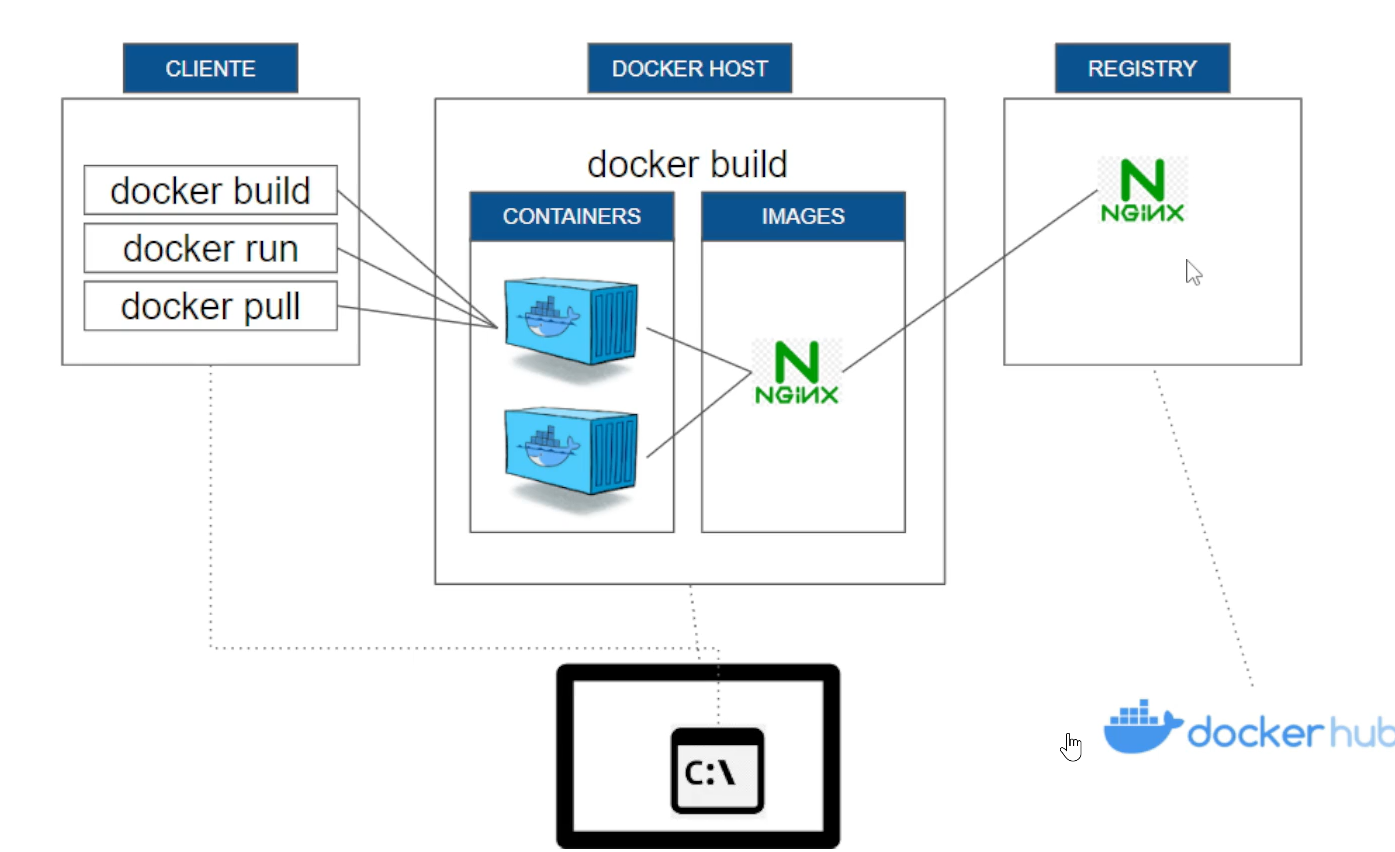 CLIENTE
DOCKER HOST
REGISTRY
docker build
docker run
docker pull
docker build
CONTAINERS
IMAGES
NGINX
NGINX
C:\
dockerhub